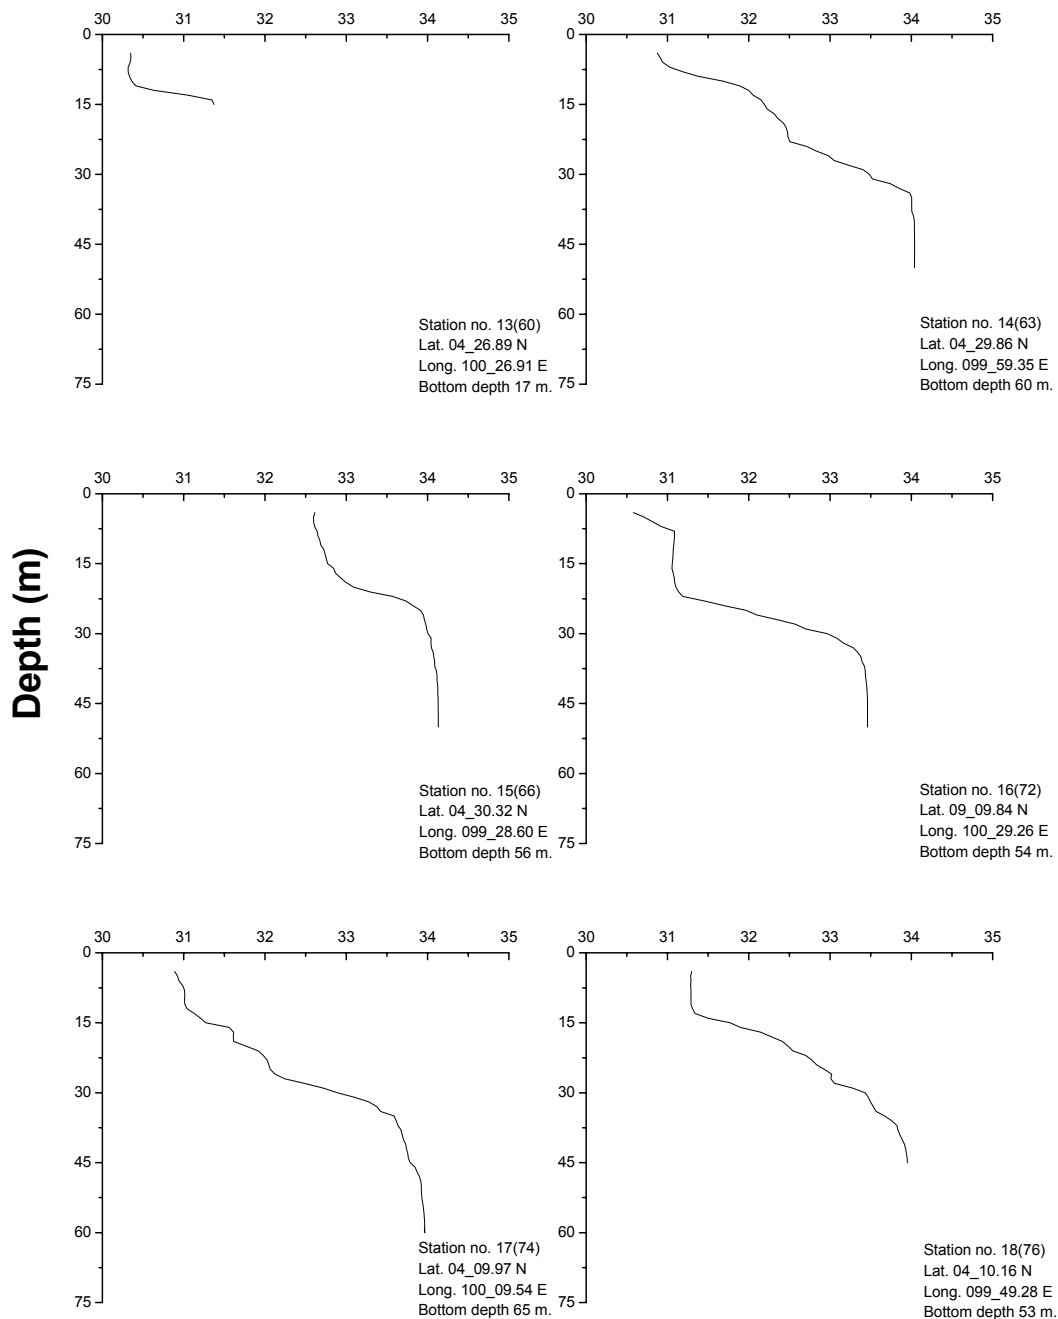 30 31 32 33 34 35
0
15
30
45
60
75
Station no. 13(60)
Lat. 04_26.89 N
Long. 100_26.91 E
Bottom depth 17 m.
30 31 32 33 34 35
0
15
30
45
60
75
Station no. 14(63)
Lat. 04_29.86 N
Long. 099_59.35 E
Bottom depth 60 m.
Depth (m)
30 31 32 33 34 35
0
15
30
45
60
75
Station no. 15(66)
Lat. 04_30.32 N
Long. 099_28.60 E
Bottom depth 56 m.
30 31 32 33 34 35
0
15
30
45
60
75
Station no. 16(72)
Lat. 09_09.84 N
Long. 100_29.26 E
Bottom depth 54 m.
30 31 32 33 34 35
0
15
30
45
60
75
Station no. 17(74)
Lat. 04_09.97 N
Long. 100_09.54 E
Bottom depth 65 m.
30 31 32 33 34 35
0
15
30
45
60
75
Station no. 18(76)
Lat. 04_10.16 N
Long. 099_49.28 E
Bottom depth 53 m.